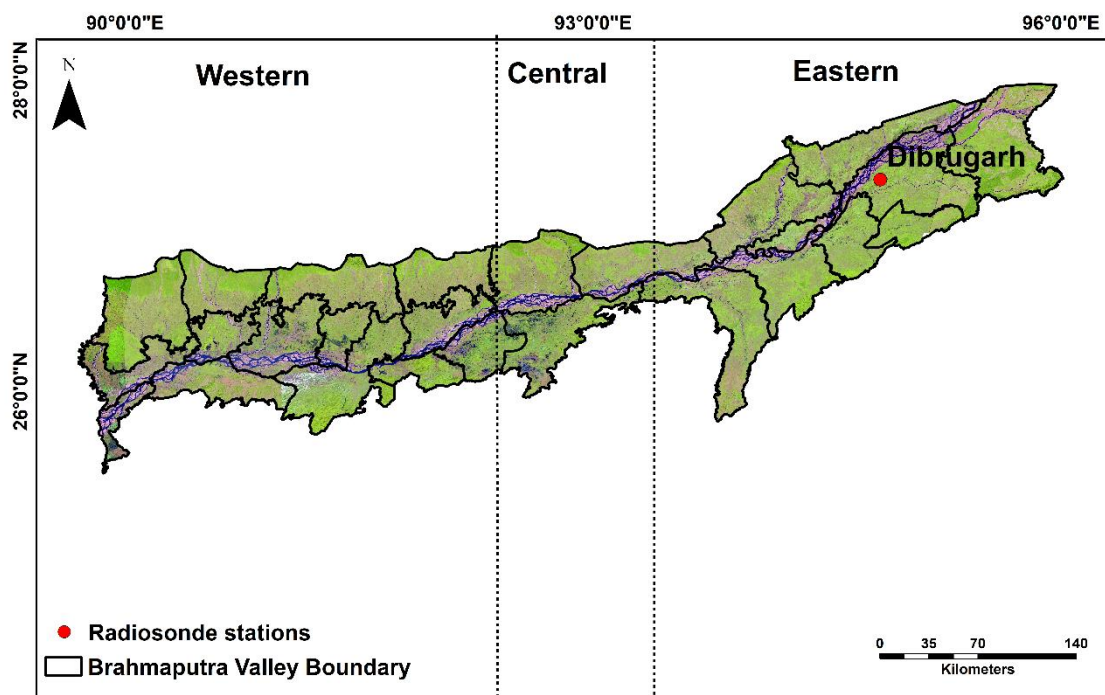 90°0'0"E 93°0'0"E 96°0'0"E
28°0'0"N
N
Western Central Eastern
Dibrugarh
26°0'0"N
Radiosonde stations
Brahmaputra Valley Boundary
0 35 70 140
Kilometers